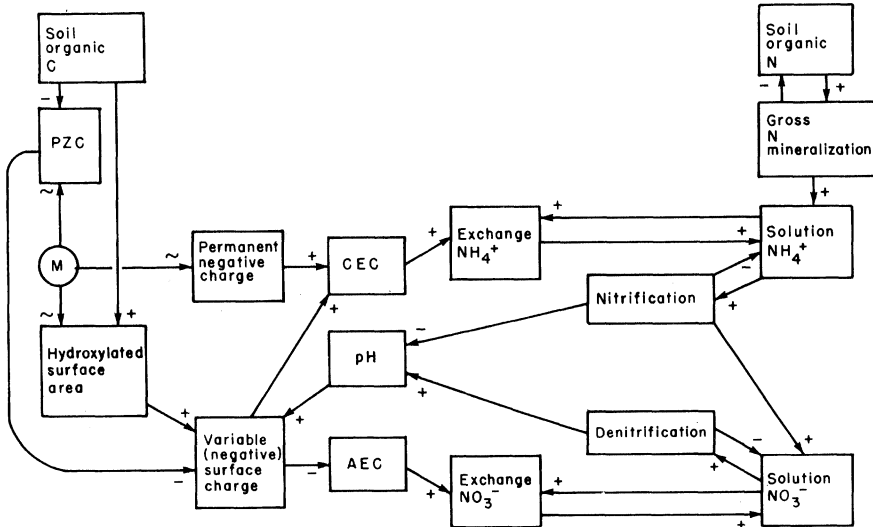 Soil
organic
C
Soil
organic
N
−
−
+
PZC
Gross
N
mineralization
~
+
M
~
Permanent
negative
charge
+
CEC
+
Exchange
NH₄⁺
+
+
Solution
NH₄⁺
−
+
Nitrification
~
+
+
−
Hydroxylated
surface
area
pH
+
+
+
Variable
(negative)
surface
charge
−
−
AEC
+
Exchange
NO₃⁻
+
+
Denitrification
−
+
+
Solution
NO₃⁻